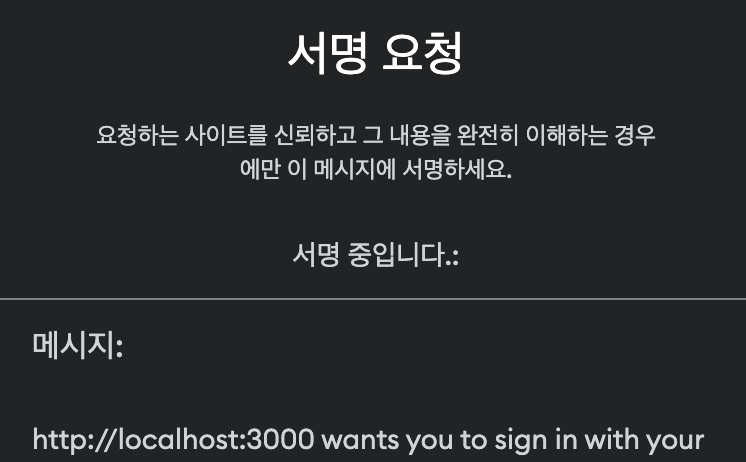 서명 요청
요청하는 사이트를 신뢰하고 그 내용을 완전히 이해하는 경우
에만 이 메시지에 서명하세요.
서명 중입니다.:
메시지:
http://localhost:3000 wants you to sign in with your